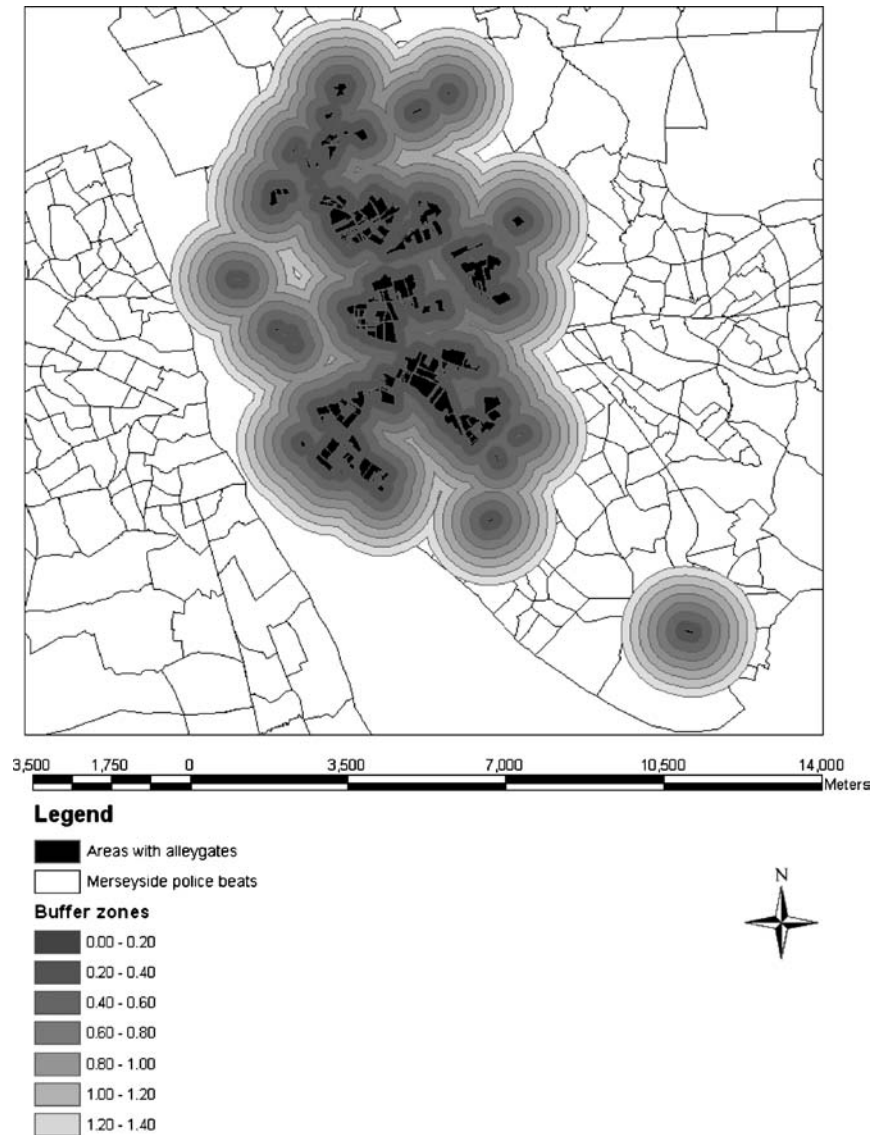 3,500 1,750 0 3,500 7,000 10,500 14,000
Meters
Legend
Areas with alleygates
Merseyside police beats
N
Buffer zones
0.00 - 0.20
0.20 - 0.40
0.40 - 0.60
0.60 - 0.80
0.80 - 1.00
1.00 - 1.20
1.20 - 1.40